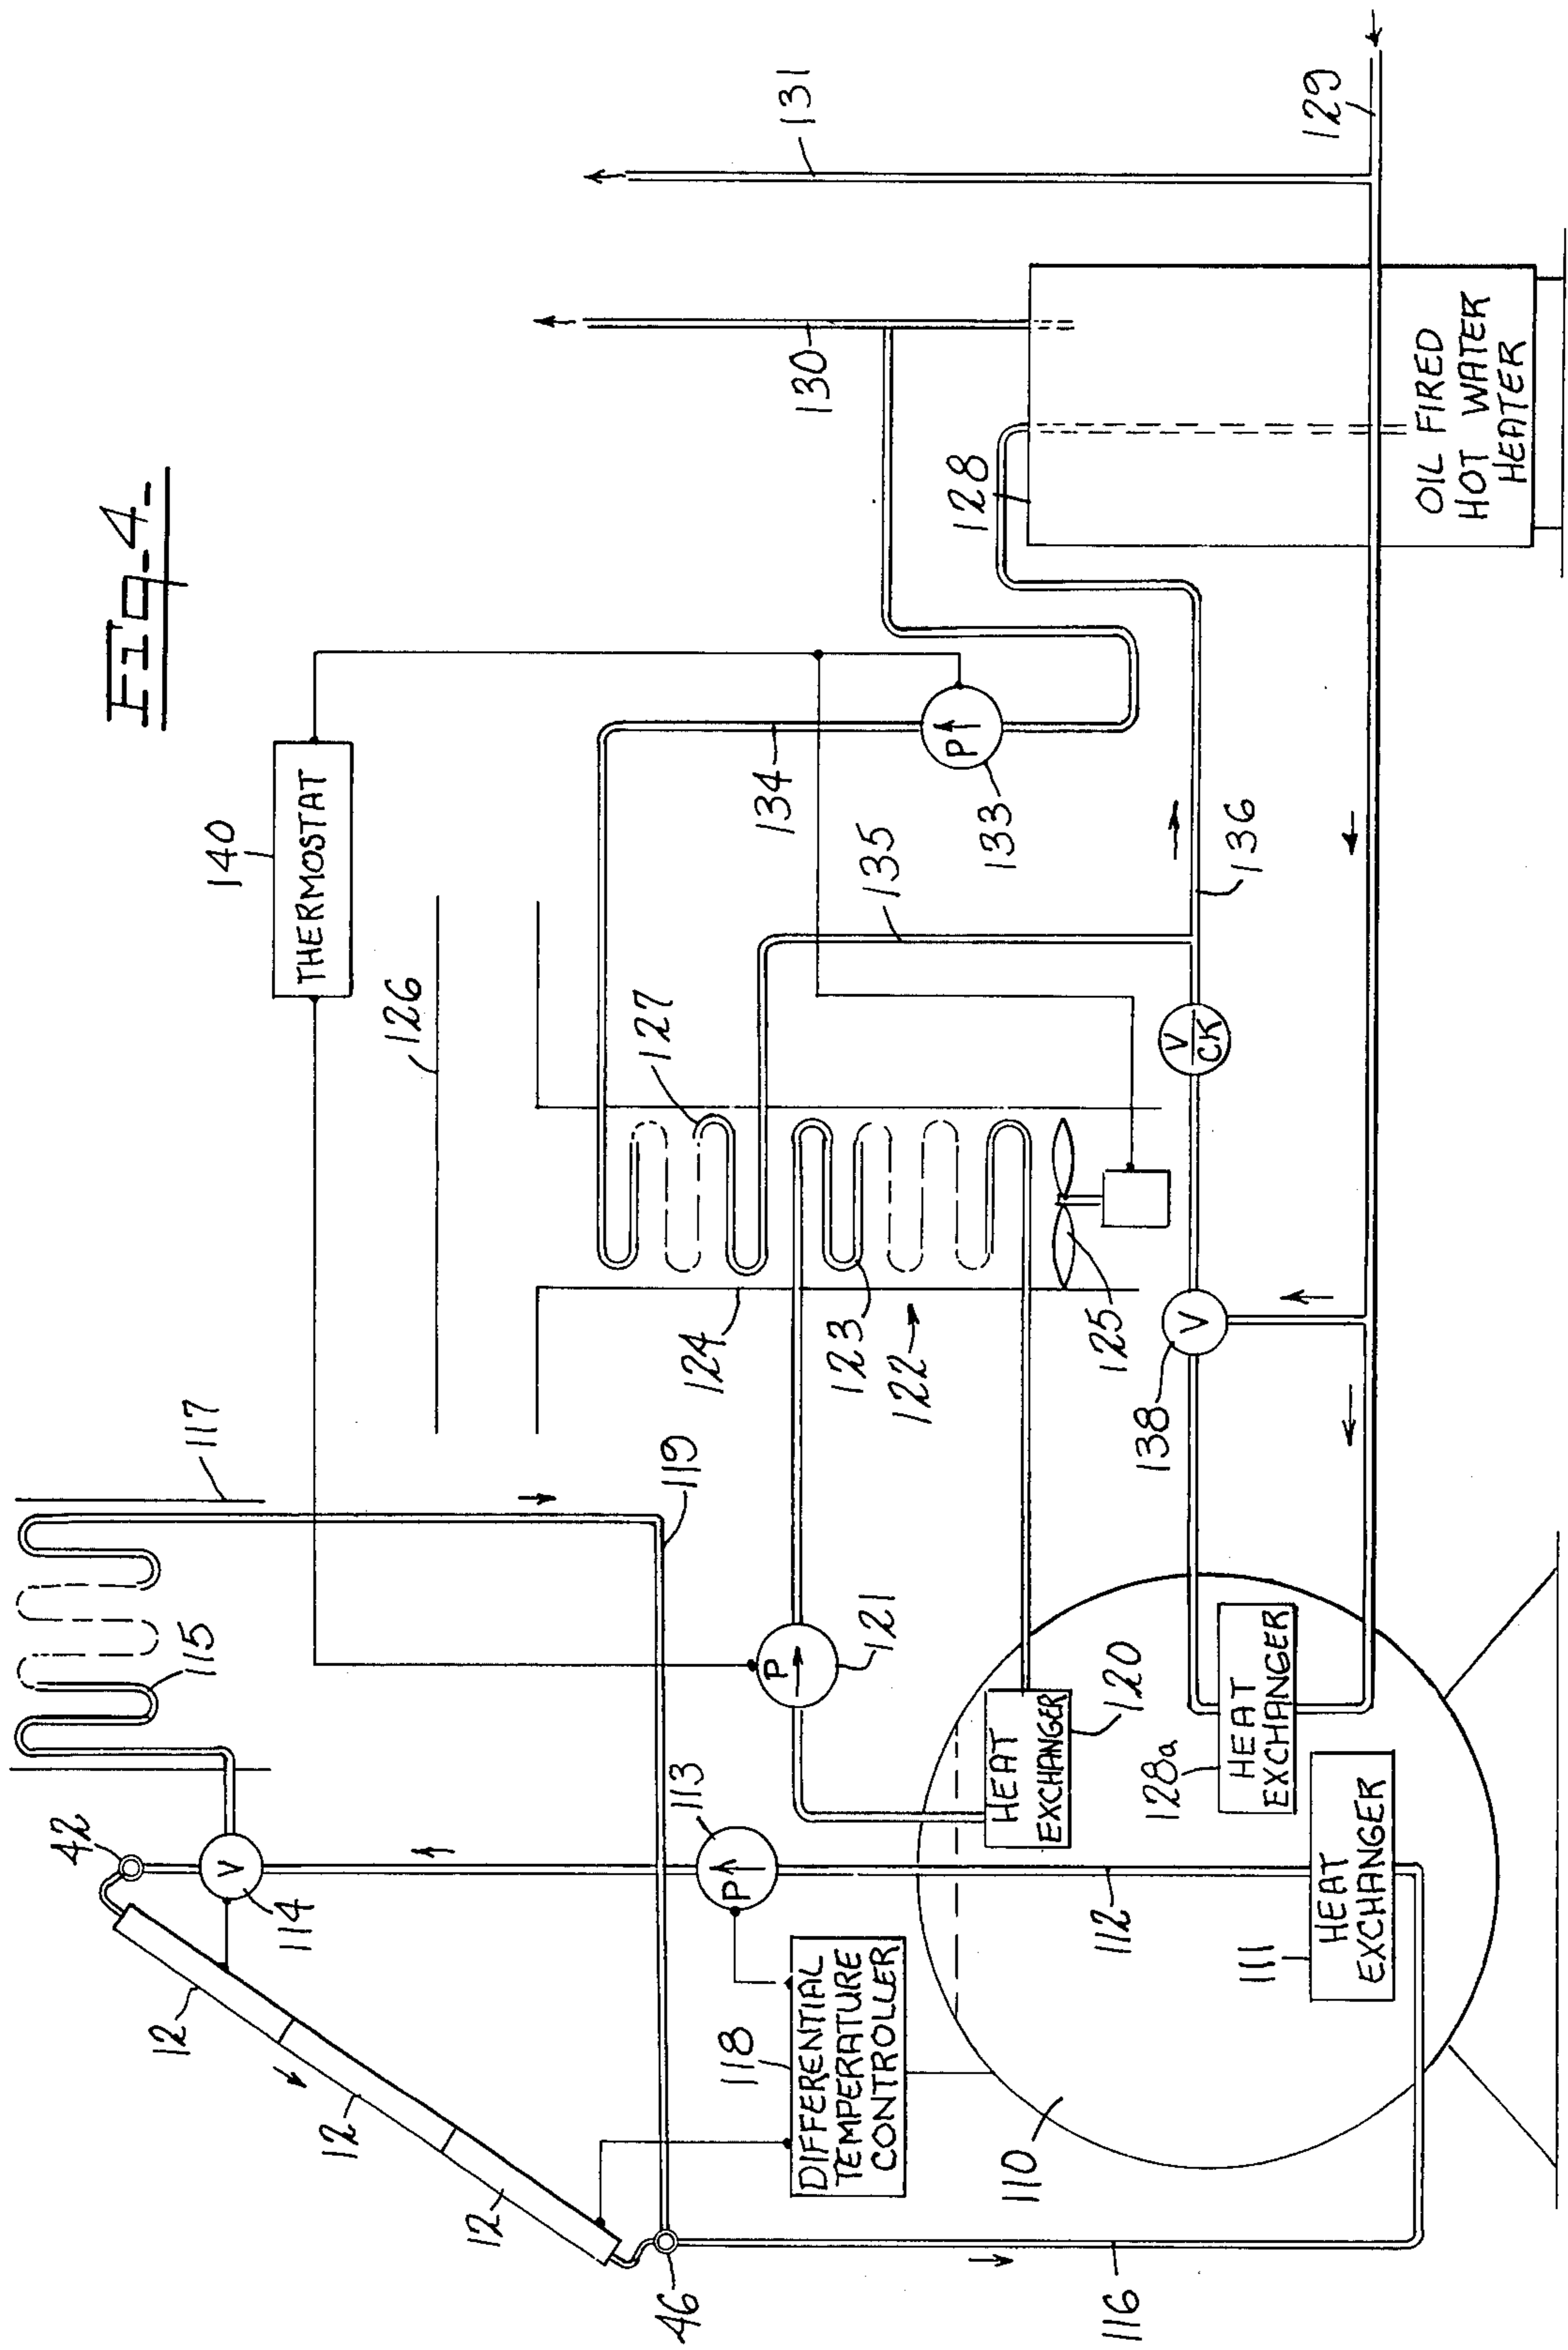 Fig-4-
THERMOSTAT
140
126
117
119
115
42
V
114
12
12
12
46
116
118
DIFFERENTIAL
TEMPERATURE
CONTROLLER
110
P
113
112
111
HEAT
EXCHANGER
P
121
HEAT
EXCHANGER
120
128a
HEAT
EXCHANGER
127
124
123
122
125
138
V
V
CK
134
P
133
135
136
128
130
131
129
OIL FIRED
HOT WATER
HEATER